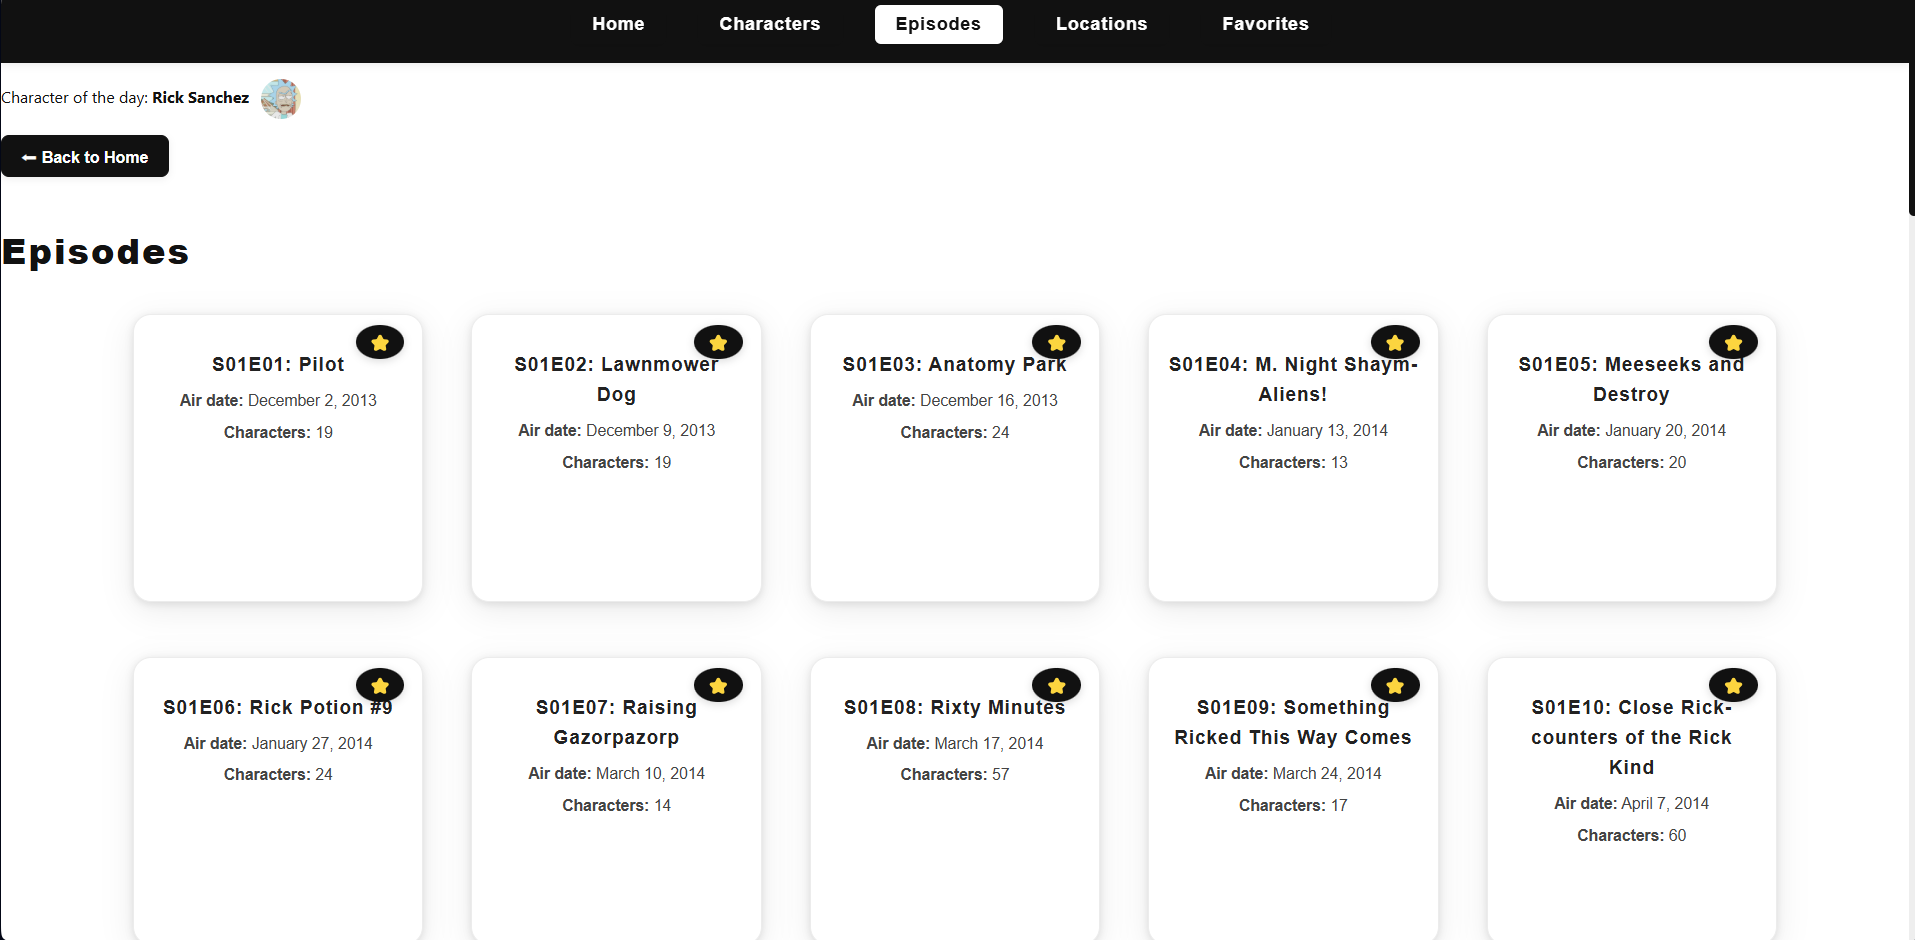 Home Characters Episodes Locations Favorites
Character of the day: Rick Sanchez
⬅ Back to Home
Episodes
S01E01: Pilot
Air date: December 2, 2013
Characters: 19
S01E02: Lawnmower
Dog
Air date: December 9, 2013
Characters: 19
S01E03: Anatomy Park
Air date: December 16, 2013
Characters: 24
S01E04: M. Night Shaym-
Aliens!
Air date: January 13, 2014
Characters: 13
S01E05: Meeseeks and
Destroy
Air date: January 20, 2014
Characters: 20
S01E06: Rick Potion #9
Air date: January 27, 2014
Characters: 24
S01E07: Raising
Gazorpazorp
Air date: March 10, 2014
Characters: 14
S01E08: Rixty Minutes
Air date: March 17, 2014
Characters: 57
S01E09: Something
Ricked This Way Comes
Air date: March 24, 2014
Characters: 17
S01E10: Close Rick-
counters of the Rick
Kind
Air date: April 7, 2014
Characters: 60